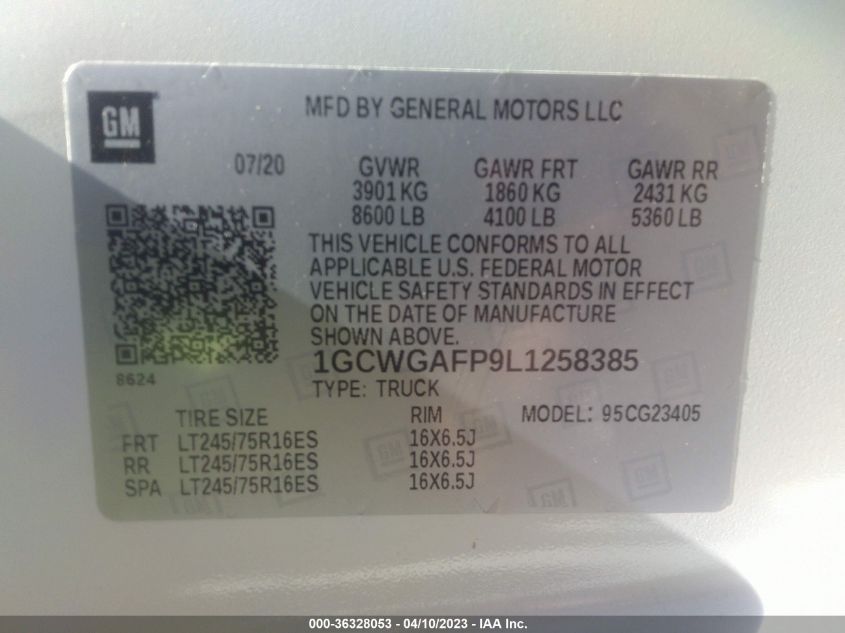 GM
MFD BY GENERAL MOTORS LLC
07/20 GVWR GAWR FRT GAWR RR
3901 KG 1860 KG 2431 KG
8600 LB 4100 LB 5360 LB
THIS VEHICLE CONFORMS TO ALL
APPLICABLE U.S. FEDERAL MOTOR
VEHICLE SAFETY STANDARDS IN EFFECT
ON THE DATE OF MANUFACTURE
SHOWN ABOVE.
8624
1GCWGAFP9L1258385
TYPE: TRUCK
TIRE SIZE RIM MODEL: 95CG23405
FRT LT245/75R16ES 16X6.5J
RR LT245/75R16ES 16X6.5J
SPA LT245/75R16ES 16X6.5J
000-36328053 - 04/10/2023 - IAA Inc.